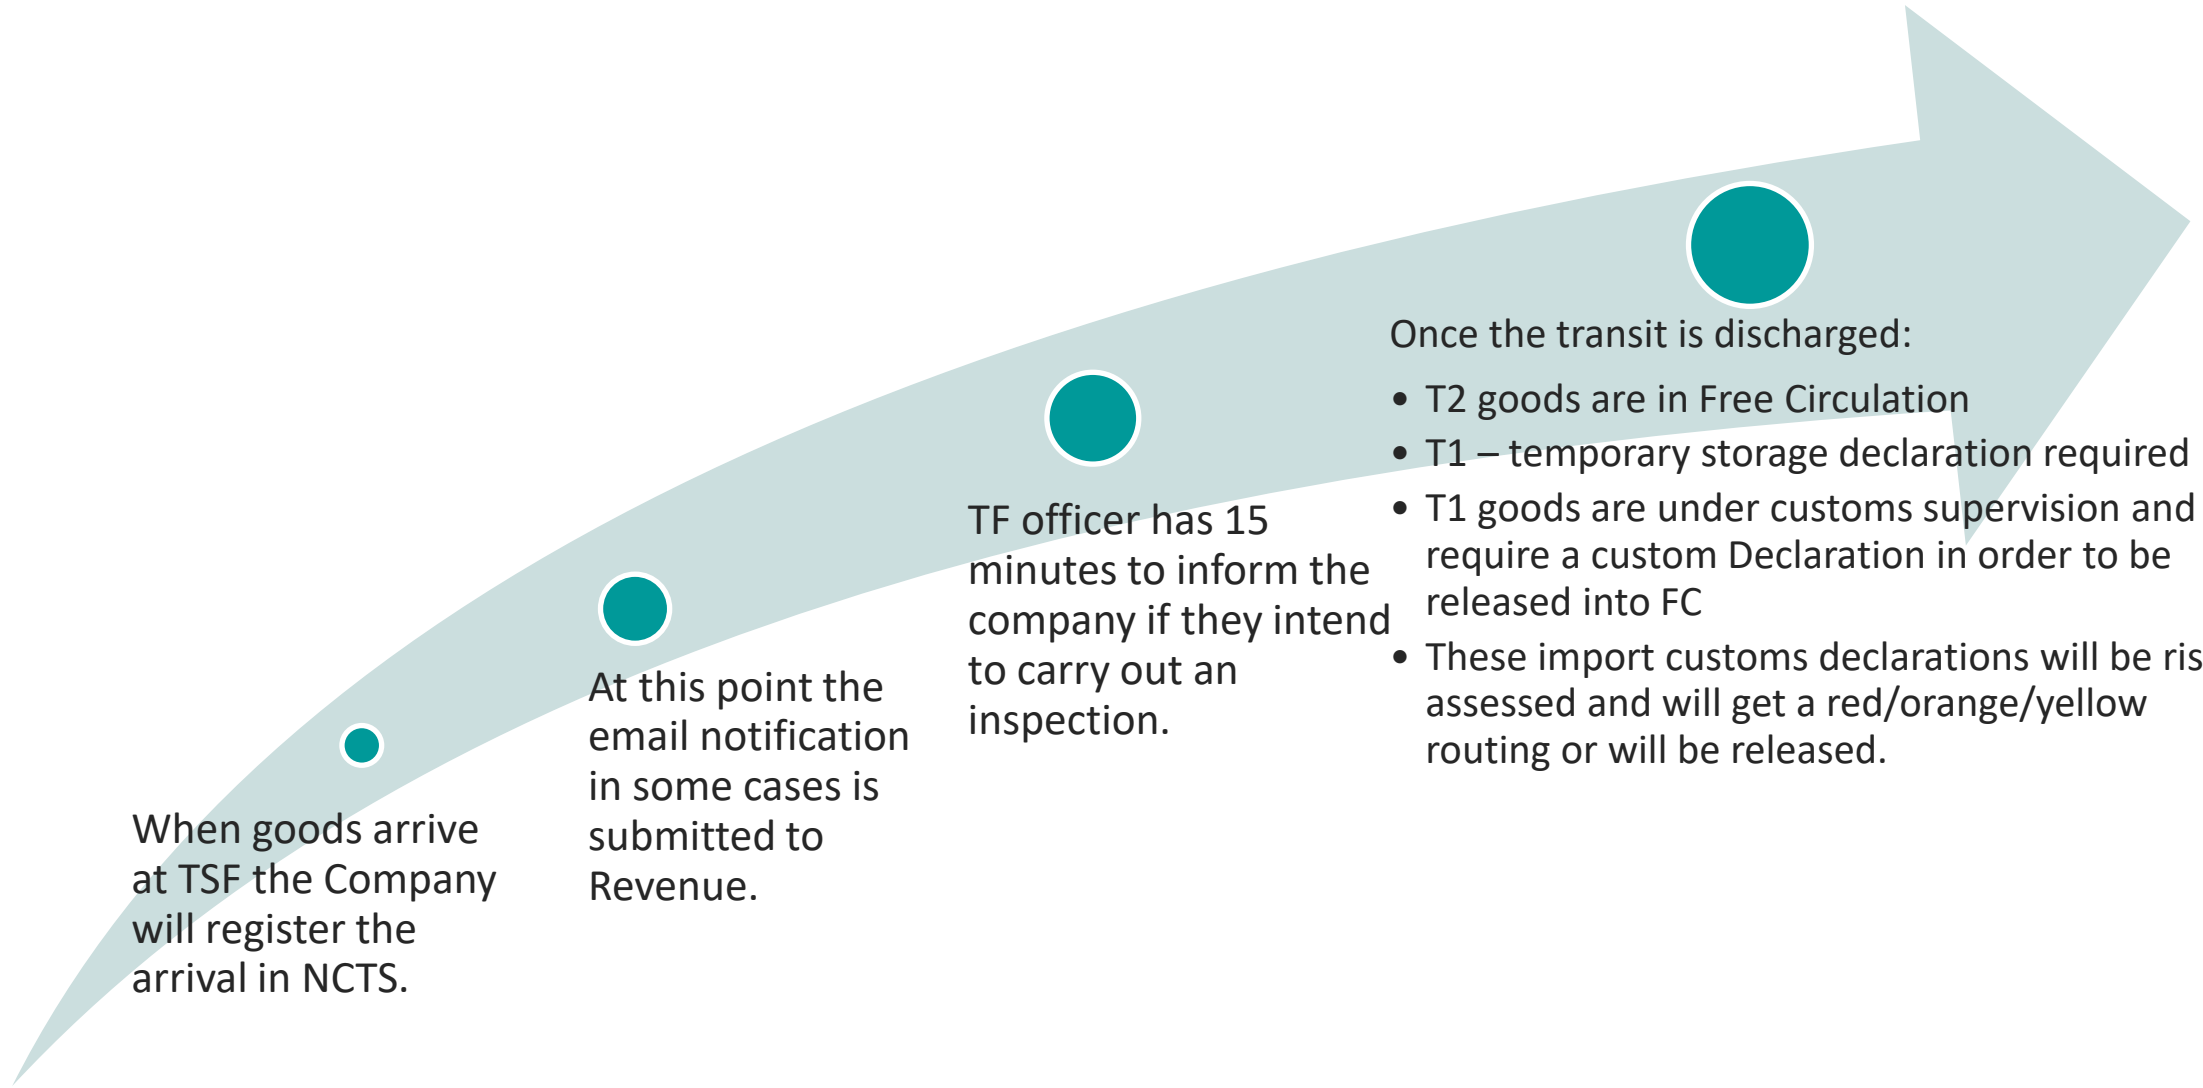 When goods arrive
at TSF the Company
will register the
arrival in NCTS.
At this point the
email notification
in some cases is
submitted to
Revenue.
TF officer has 15
minutes to inform the
company if they intend
to carry out an
inspection.
Once the transit is discharged:
• T2 goods are in Free Circulation
• T1 – temporary storage declaration required
• T1 goods are under customs supervision and
require a custom Declaration in order to be
released into FC
• These import customs declarations will be ris
assessed and will get a red/orange/yellow
routing or will be released.